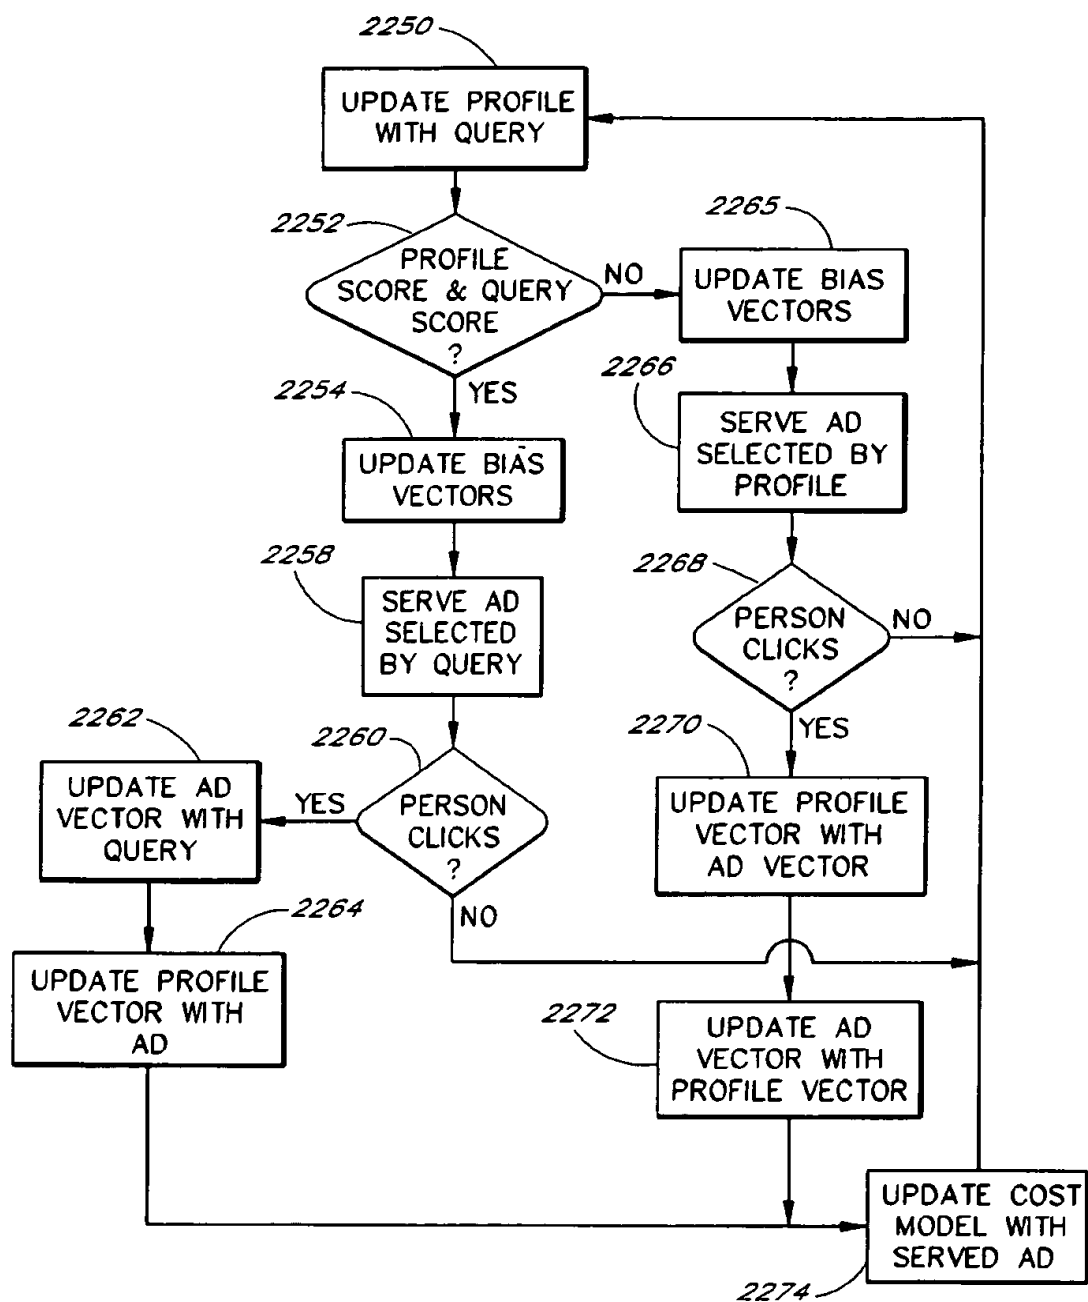 2250
UPDATE PROFILE
WITH QUERY
2252
PROFILE
SCORE & QUERY
SCORE
?
NO
YES
2265
UPDATE BIAS
VECTORS
2254
UPDATE BIAS
VECTORS
2266
SERVE AD
SELECTED BY
PROFILE
2258
SERVE AD
SELECTED
BY QUERY
2268
PERSON
CLICKS
?
NO
YES
2262
UPDATE AD
VECTOR WITH
QUERY
2260
PERSON
CLICKS
?
YES
NO
2270
UPDATE PROFILE
VECTOR WITH
AD VECTOR
2264
UPDATE PROFILE
VECTOR WITH
AD
2272
UPDATE AD
VECTOR WITH
PROFILE VECTOR
UPDATE COST
MODEL WITH
SERVED AD
2274